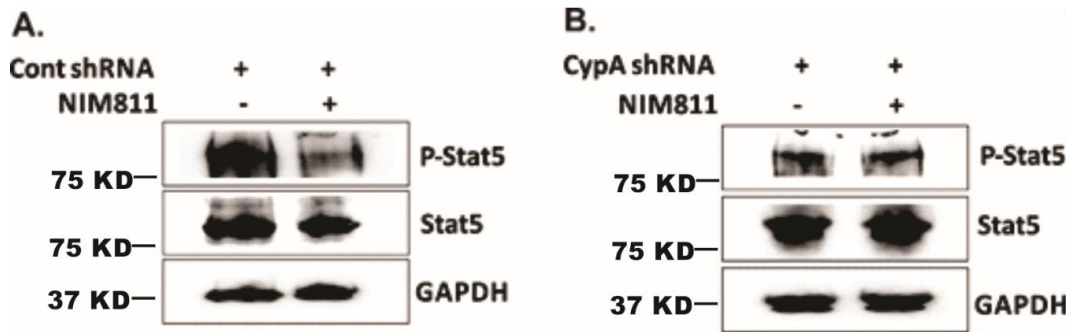 A.
Cont shRNA + +
NIM811 - +
P-Stat5
75 KD
Stat5
75 KD
GAPDH
37 KD
B.
CypA shRNA + +
NIM811 - +
P-Stat5
75 KD
Stat5
75 KD
GAPDH
37 KD